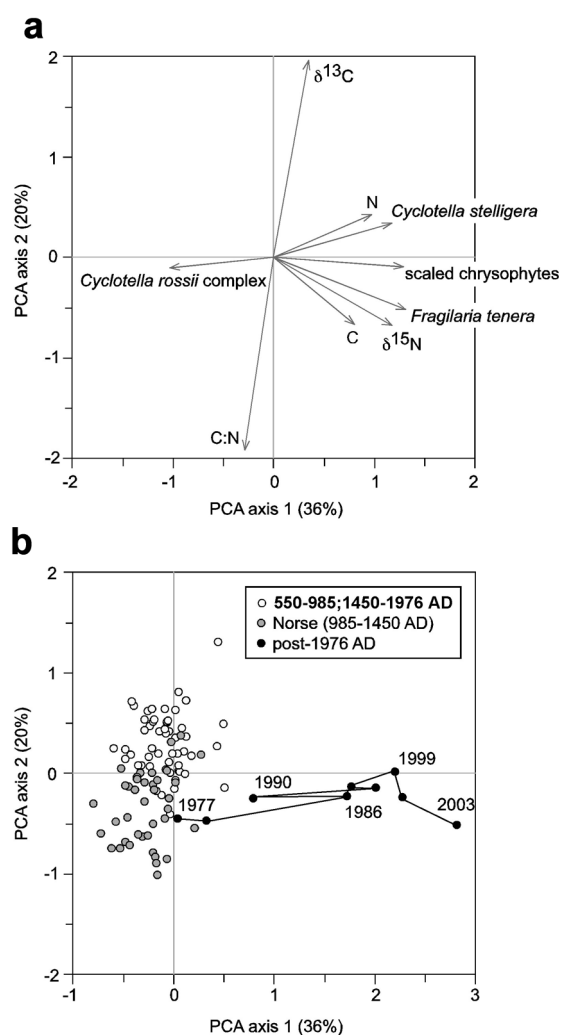 a
2
1
0
-1
-2
PCA axis 2 (20%)
δ13C
N
Cyclotella stelligera
scaled chrysophytes
Cyclotella rossii complex
Fragilaria tenera
C
δ15N
C:N
-2 -1 0 1 2
PCA axis 1 (36%)
b
2
1
0
-1
-2
PCA axis 2 (20%)
550-985;1450-1976 AD
Norse (985-1450 AD)
post-1976 AD
1999
1990
1977
1986
2003
-1 0 1 2 3
PCA axis 1 (36%)